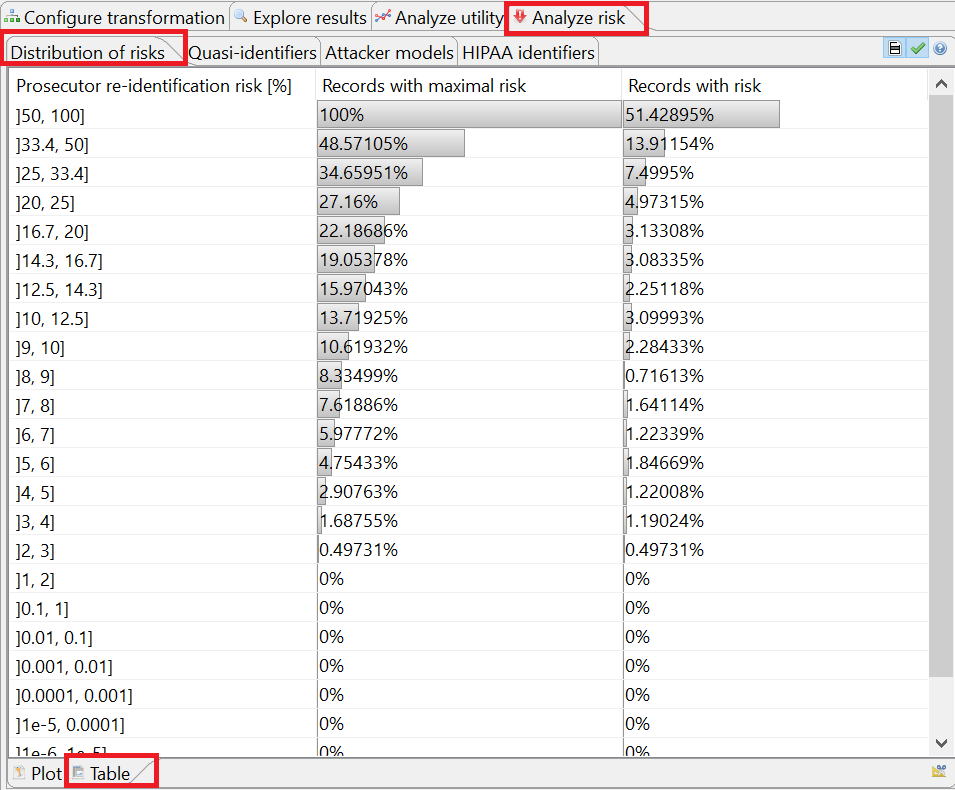 Configure transformation Explore results Analyze utility Analyze risk
Distribution of risks Quasi-identifiers Attacker models HIPAA identifiers
Prosecutor re-identification risk [%] Records with maximal risk Records with risk
]50, 100] 100% 51.42895%
]33.4, 50] 48.57105% 13.91154%
]25, 33.4] 34.65951% 7.4995%
]20, 25] 27.16% 4.97315%
]16.7, 20] 22.18686% 3.13308%
]14.3, 16.7] 19.05378% 3.08335%
]12.5, 14.3] 15.97043% 2.25118%
]10, 12.5] 13.71925% 3.09993%
]9, 10] 10.61932% 2.28433%
]8, 9] 8.33499% 0.71613%
]7, 8] 7.61886% 1.64114%
]6, 7] 5.97772% 1.22339%
]5, 6] 4.75433% 1.84669%
]4, 5] 2.90763% 1.22008%
]3, 4] 1.68755% 1.19024%
]2, 3] 0.49731% 0.49731%
]1, 2] 0% 0%
]0.1, 1] 0% 0%
]0.01, 0.1] 0% 0%
]0.001, 0.01] 0% 0%
]0.0001, 0.001] 0% 0%
]1e-5, 0.0001] 0% 0%
]1e-6, 1e-5] 0% 0%
Plot Table